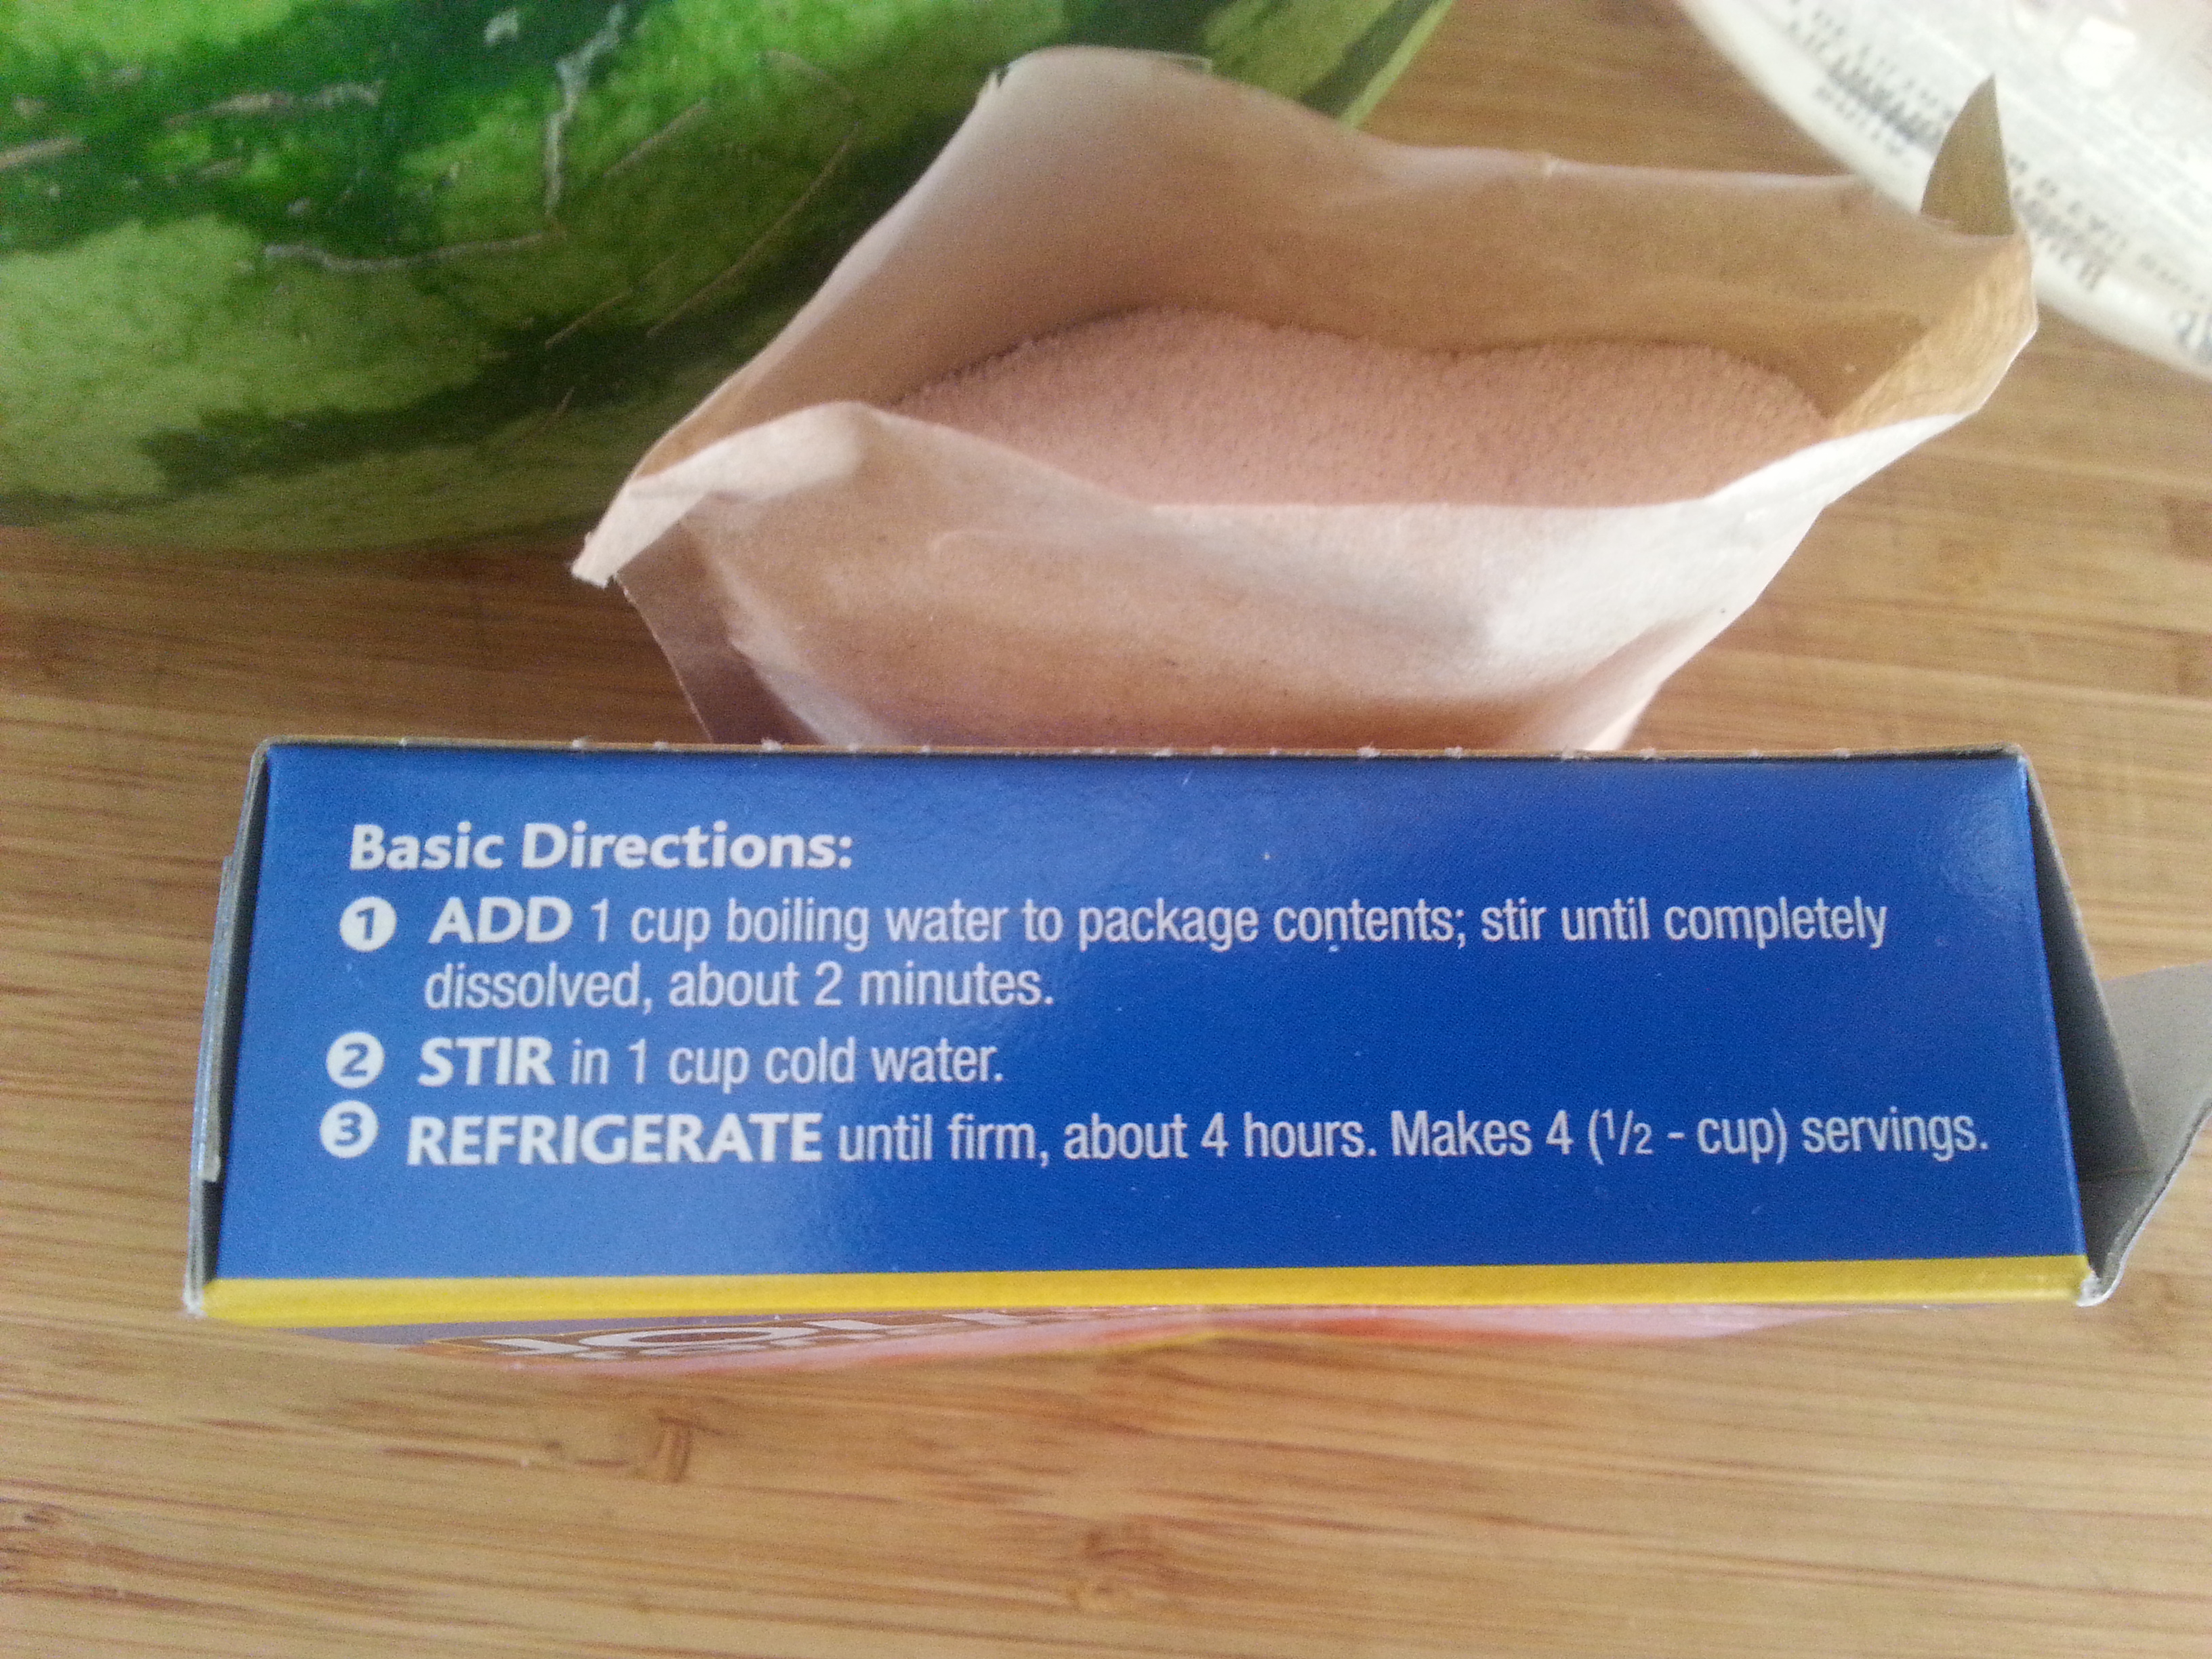 Basic Directions:
1 ADD 1 cup boiling water to package contents; stir until completely
dissolved, about 2 minutes.
2 STIR in 1 cup cold water.
3 REFRIGERATE until firm, about 4 hours. Makes 4 (1/2 - cup) servings.